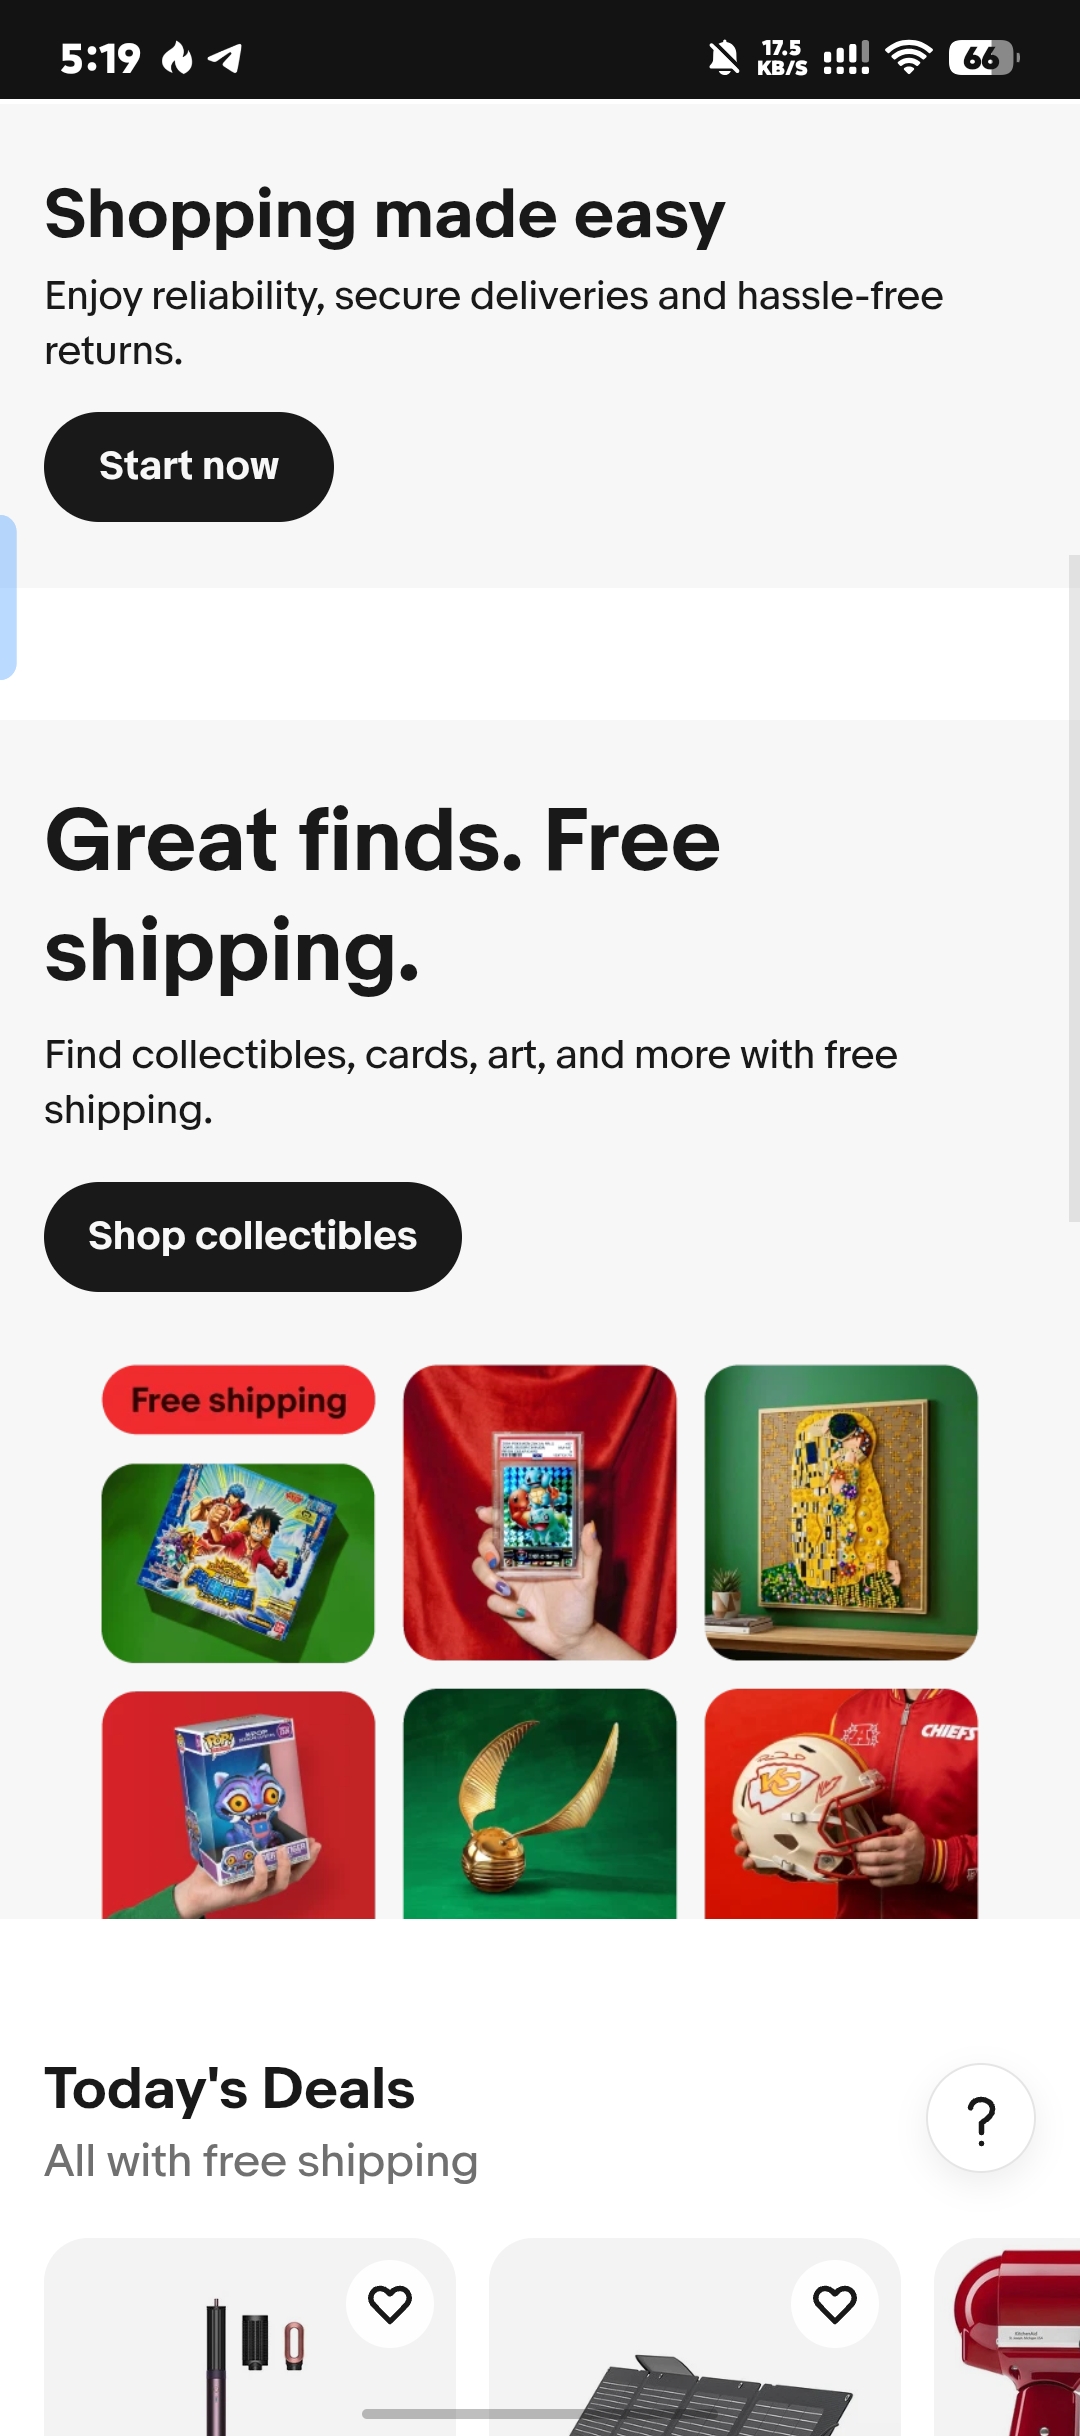 5:19
17.5
KB/S
66
Shopping made easy
Enjoy reliability, secure deliveries and hassle-free
returns.
Start now
Great finds. Free
shipping.
Find collectibles, cards, art, and more with free
shipping.
Shop collectibles
Free shipping
POP!
CHIEFS
KC
Today's Deals
All with free shipping
?